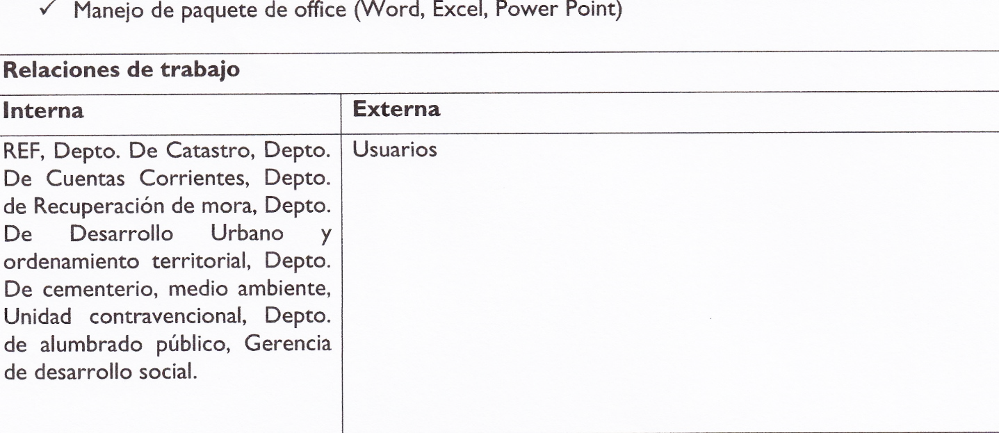 ✓ Manejo de paquete de office (Word, Excel, Power Point)
Relaciones de trabajo
Interna
Externa
REF, Depto. De Catastro, Depto.
De Cuentas Corrientes, Depto.
de Recuperación de mora, Depto.
De Desarrollo Urbano y
ordenamiento territorial, Depto.
De cementerio, medio ambiente,
Unidad contravencional, Depto.
de alumbrado público, Gerencia
de desarrollo social.
Usuarios